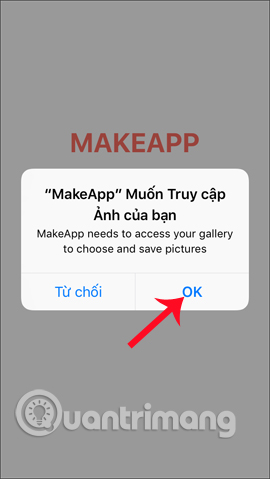 MAKEAPP
“MakeApp” Muốn Truy cập
Ảnh của bạn
MakeApp needs to access your gallery
to choose and save pictures
Từ chối OK
Quantrimang